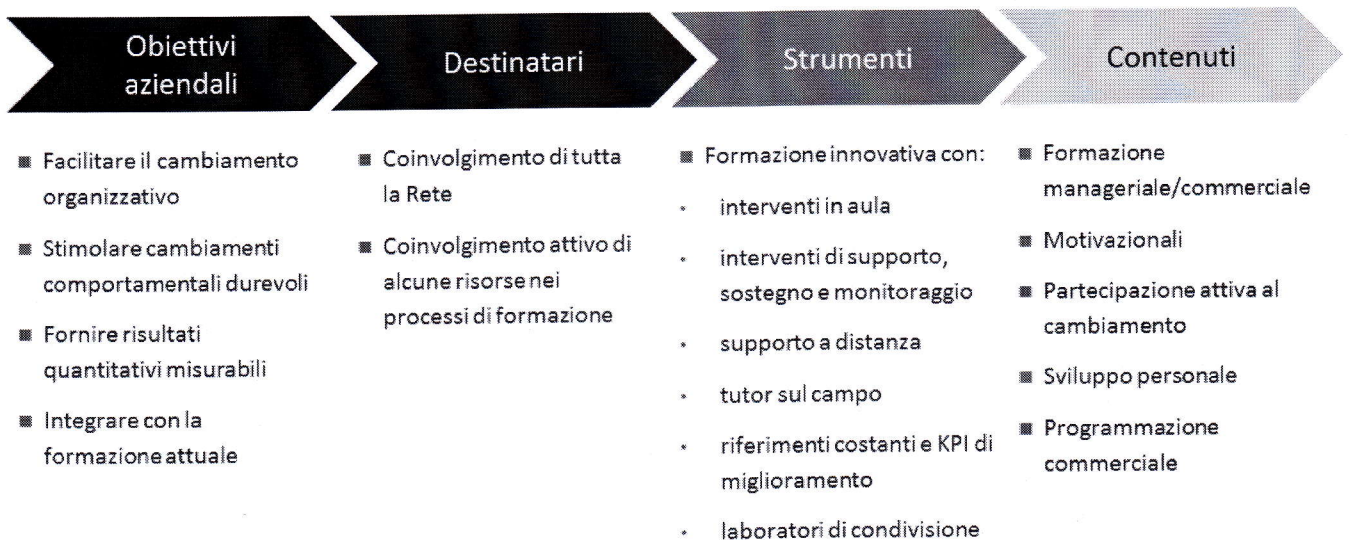 Obiettivi
aziendali
Destinatari
Strumenti
Contenuti
Facilitare il cambiamento
organizzativo
Stimolare cambiamenti
comportamentali durevoli
Fornire risultati
quantitativi misurabili
Integrare con la
formazione attuale
Coinvolgimento di tutta
la Rete
Coinvolgimento attivo di
alcune risorse nei
processi di formazione
Formazione innovativa con:
interventi in aula
interventi di supporto,
sostegno e monitoraggio
supporto a distanza
tutor sul campo
riferimenti costanti e KPI di
miglioramento
laboratori di condivisione
Formazione
manageriale/commerciale
Motivazionali
Partecipazione attiva al
cambiamento
Sviluppo personale
Programmazione
commerciale